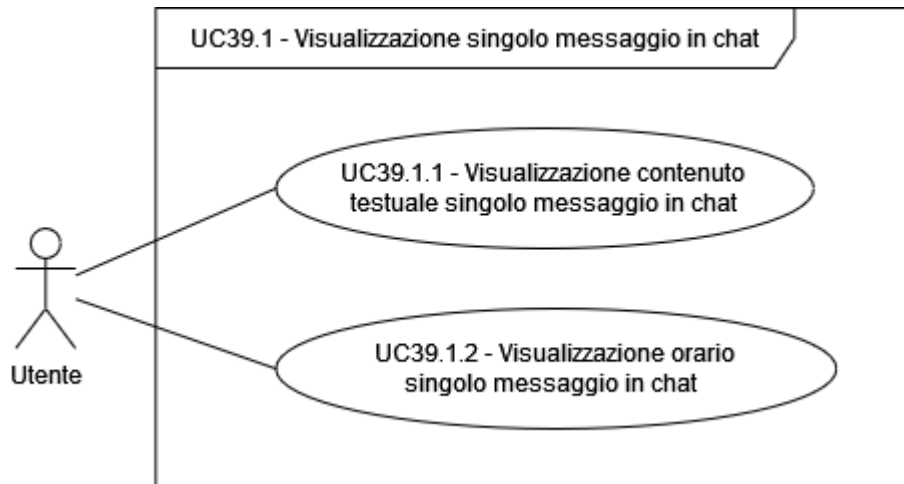 UC39.1 - Visualizzazione singolo messaggio in chat
UC39.1.1 - Visualizzazione contenuto
testuale singolo messaggio in chat
UC39.1.2 - Visualizzazione orario
singolo messaggio in chat
Utente